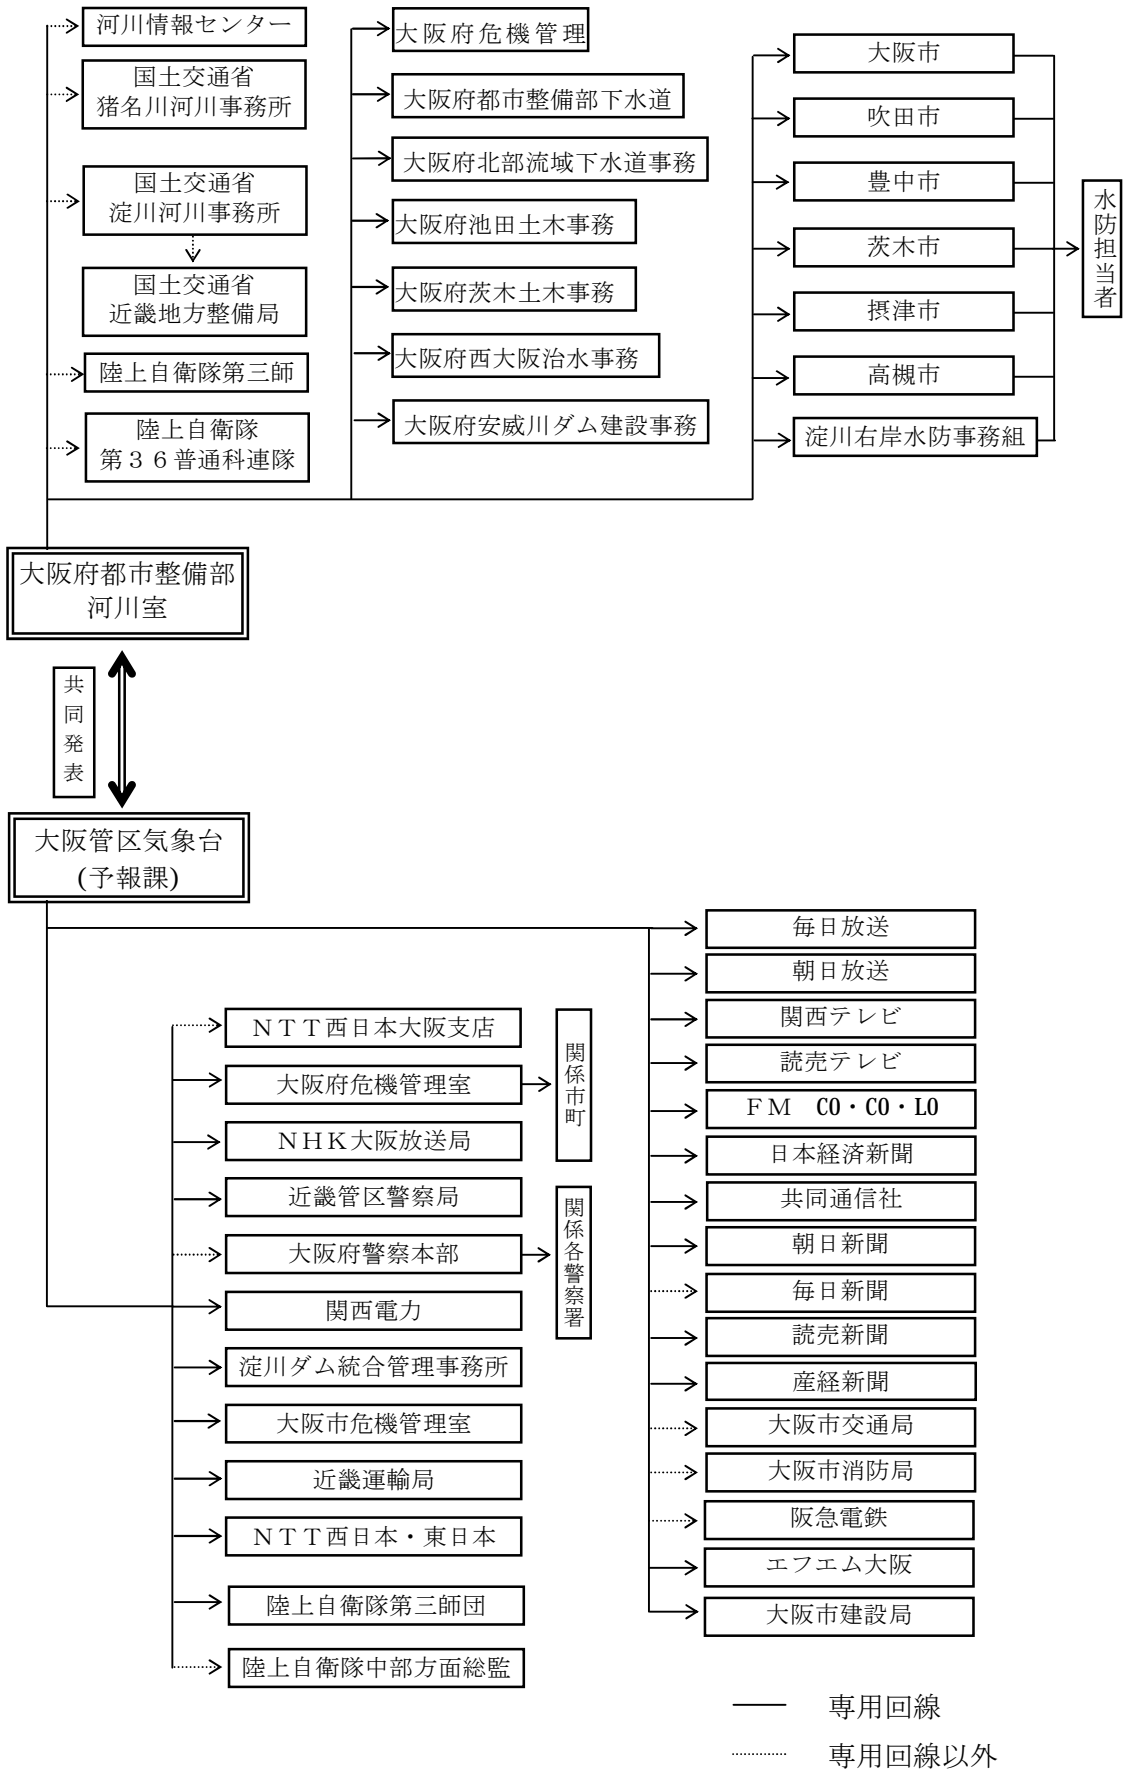 河川情報センター
国土交通省
猪名川河川事務所
国土交通省
淀川河川事務所
国土交通省
近畿地方整備局
陸上自衛隊第三師
陸上自衛隊
第３６普通科連隊
大阪府危機管理
大阪府都市整備部下水道
大阪府北部流域下水道事務
大阪府池田土木事務
大阪府茨木土木事務
大阪府西大阪治水事務
大阪府安威川ダム建設事務
大阪市
吹田市
豊中市
茨木市
摂津市
高槻市
淀川右岸水防事務組
水防担当者
大阪府都市整備部
河川室
共同発表
大阪管区気象台
(予報課)
ＮＴＴ西日本大阪支店
大阪府危機管理室
ＮＨＫ大阪放送局
近畿管区警察局
大阪府警察本部
関西電力
淀川ダム統合管理事務所
大阪市危機管理室
近畿運輸局
ＮＴＴ西日本・東日本
陸上自衛隊第三師団
陸上自衛隊中部方面総監
関係市町
関係各警察署
毎日放送
朝日放送
関西テレビ
読売テレビ
ＦＭ　CO・CO・LO
日本経済新聞
共同通信社
朝日新聞
毎日新聞
読売新聞
産経新聞
大阪市交通局
大阪市消防局
阪急電鉄
エフエム大阪
大阪市建設局
専用回線
専用回線以外